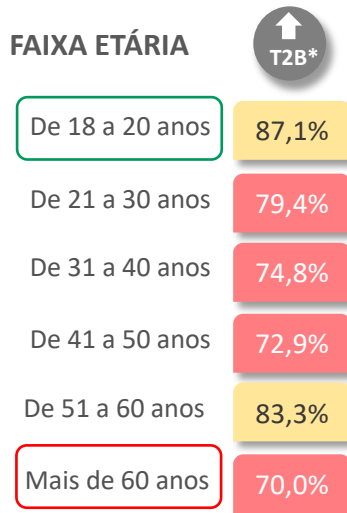 FAIXA ETÁRIA T2B*
De 18 a 20 anos 87,1%
De 21 a 30 anos 79,4%
De 31 a 40 anos 74,8%
De 41 a 50 anos 72,9%
De 51 a 60 anos 83,3%
Mais de 60 anos 70,0%